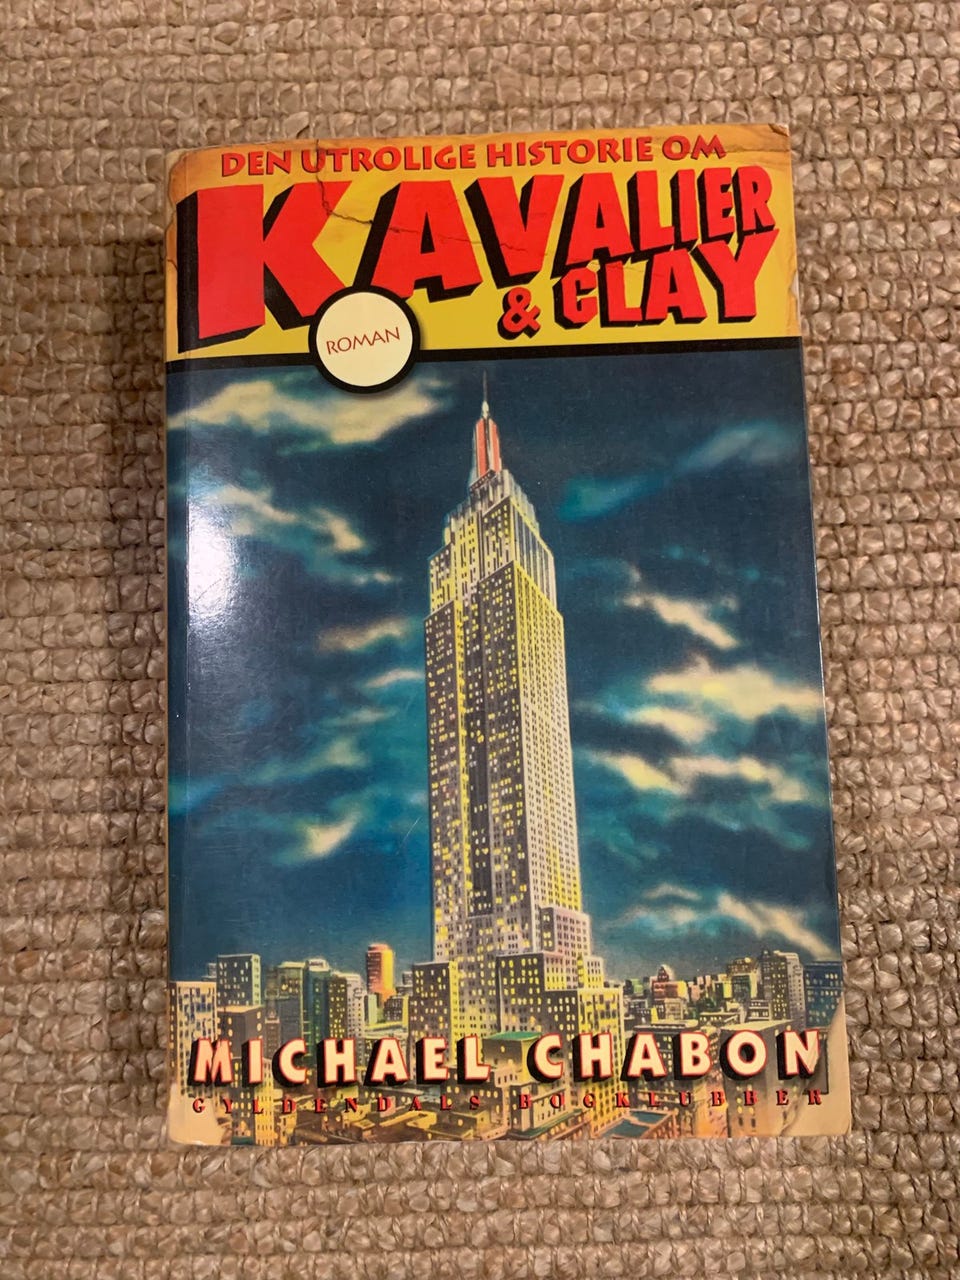 DEN UTROLIGE HISTORIE OM
KAVALIER
& CLAY
ROMAN
MICHAEL CHABON
GYLDENDALS BOGKLUBBER